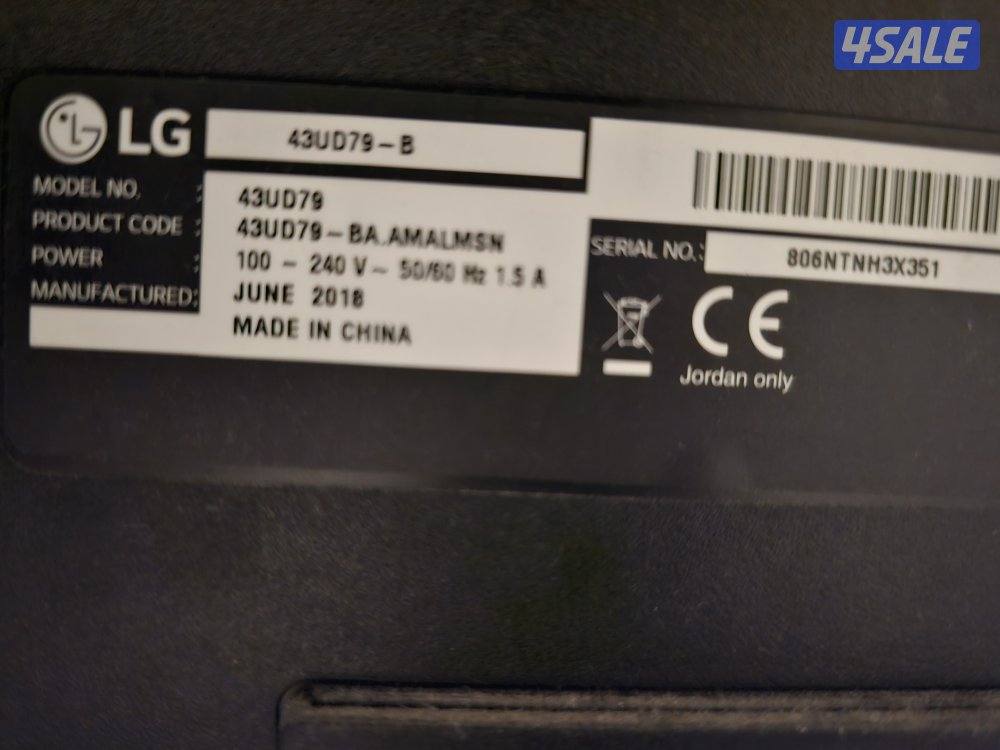 4SALE
LG 43UD79-B
MODEL NO. : 43UD79
PRODUCT CODE : 43UD79-BA.AMALMSN
POWER 100 - 240 V~ 50/60 Hz 1.5 A
MANUFACTURED: JUNE 2018
MADE IN CHINA
SERIAL NO.: 806NTNH3X351
CE
Jordan only